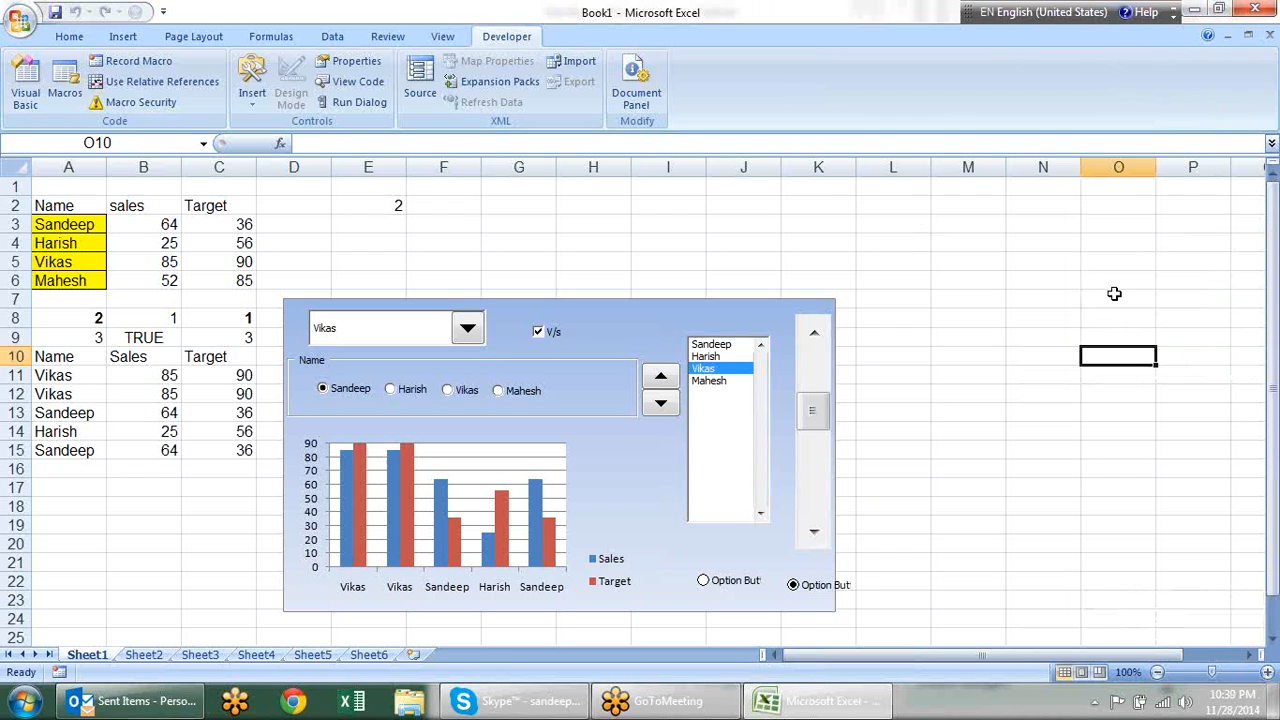 Book1 - Microsoft Excel
EN English (United States) ? Help
Home Insert Page Layout Formulas Data Review View Developer
Visual Basic
Macros
Record Macro
Use Relative References
Macro Security
Code
Insert
Design Mode
Properties
View Code
Run Dialog
Controls
Source
Map Properties
Expansion Packs
Refresh Data
Import
Export
XML
Document Panel
Modify
O10 fx
A B C D E F G H I J K L M N O P
1
2 Name sales Target 2
3 Sandeep 64 36
4 Harish 25 56
5 Vikas 85 90
6 Mahesh 52 85
7
8 2 1 1
9 3 TRUE 3
10 Name Sales Target
11 Vikas 85 90
12 Vikas 85 90
13 Sandeep 64 36
14 Harish 25 56
15 Sandeep 64 36
16
17
18
19
20
21
22
23
24
25
Vikas
V/s
Name
Sandeep Harish Vikas Mahesh
Sandeep
Harish
Vikas
Mahesh
90
80
70
60
50
40
30
20
10
0
Vikas Vikas Sandeep Harish Sandeep
Sales
Target
Option But
Option But
Sheet1 Sheet2 Sheet3 Sheet4 Sheet5 Sheet6
Ready 100%
Sent Items - Perso...
Skype™ - sandeep...
GoToMeeting
Microsoft Excel - ...
10:39 PM
11/28/2014